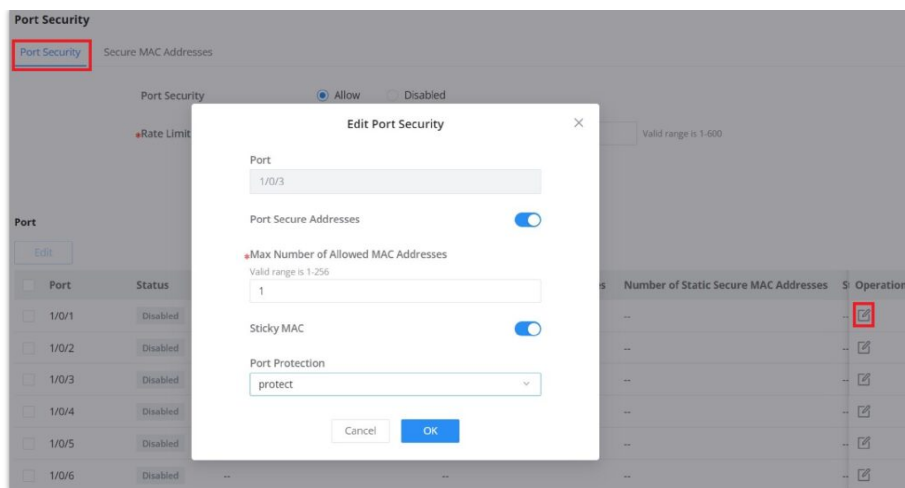 Port Security
Port Security Secure MAC Addresses
Port Security Allow Disabled
Edit Port Security
*Rate Limit Valid range is 1-600
Port
1/0/3
Port Secure Addresses
Port
*Max Number of Allowed MAC Addresses
Edit
Valid range is 1-256
Port Status Number of Static Secure MAC Addresses Operation
1
1/0/1 Disabled -- --
Sticky MAC
1/0/2 Disabled -- --
Port Protection
1/0/3 Disabled -- --
protect
1/0/4 Disabled -- --
Cancel OK
1/0/5 Disabled -- --
1/0/6 Disabled -- -- -- --